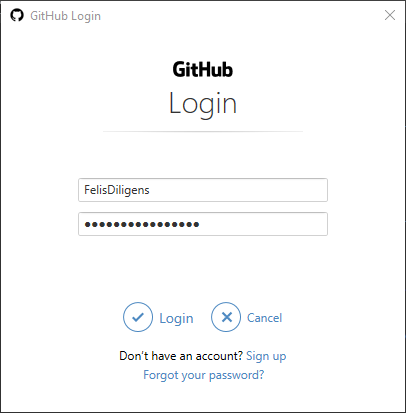 GitHub Login
GitHub
Login
FelisDiligens
••••••••••••••••
Login Cancel
Don't have an account? Sign up
Forgot your password?